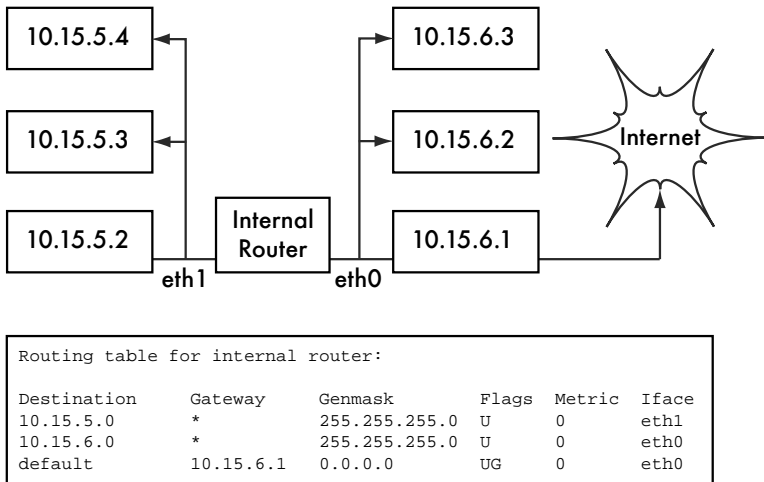 10.15.5.4
10.15.6.3
10.15.5.3
10.15.6.2
Internet
10.15.5.2
Internal
Router
10.15.6.1
eth1
eth0
Routing table for internal router:
Destination Gateway Genmask Flags Metric Iface
10.15.5.0 * 255.255.255.0 U 0 eth1
10.15.6.0 * 255.255.255.0 U 0 eth0
default 10.15.6.1 0.0.0.0 UG 0 eth0